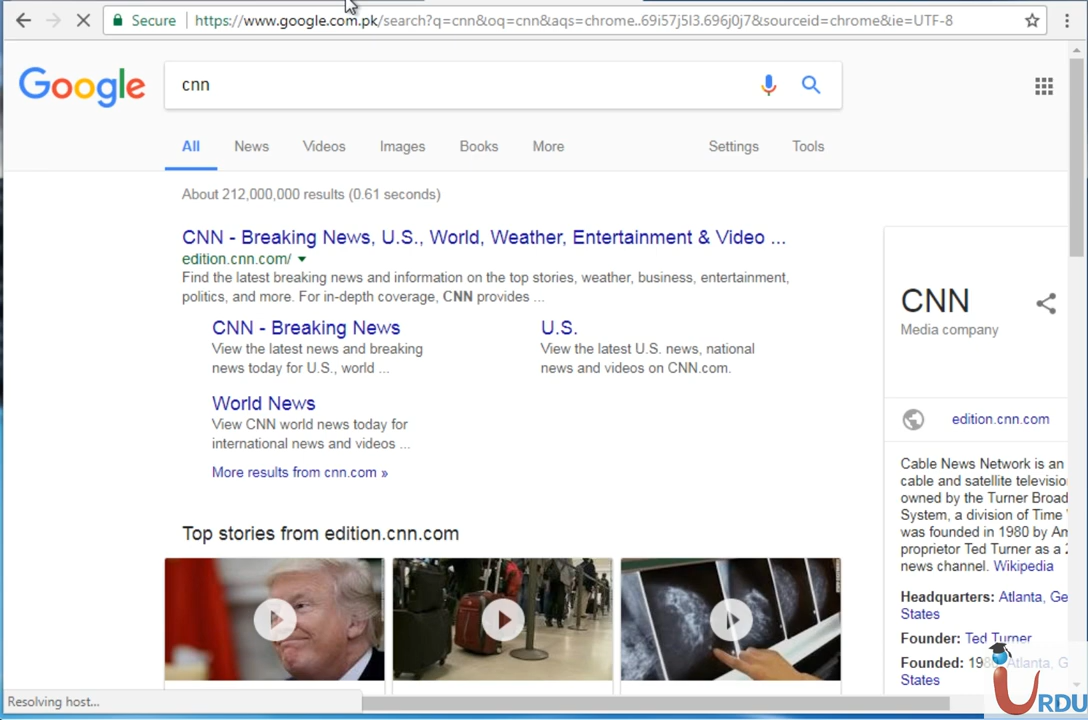 Secure
https://www.google.com.pk/search?q=cnn&oq=cnn&aqs=chrome..69i57j5l3.696j0j7&sourceid=chrome&ie=UTF-8
Google
cnn
All News Videos Images Books More Settings Tools
About 212,000,000 results (0.61 seconds)
CNN - Breaking News, U.S., World, Weather, Entertainment & Video ...
edition.cnn.com/
Find the latest breaking news and information on the top stories, weather, business, entertainment,
politics, and more. For in-depth coverage, CNN provides ...
CNN - Breaking News
View the latest news and breaking
news today for U.S., world ...
U.S.
View the latest U.S. news, national
news and videos on CNN.com.
World News
View CNN world news today for
international news and videos ...
More results from cnn.com »
Top stories from edition.cnn.com
CNN
Media company
edition.cnn.com
Cable News Network is an
cable and satellite televisio
owned by the Turner Broad
System, a division of Time
was founded in 1980 by Am
proprietor Ted Turner as a 2
news channel. Wikipedia
Headquarters: Atlanta, Ge
States
Founder: Ted Turner
Founded: Atlanta, G
States
Resolving host...
iURDU